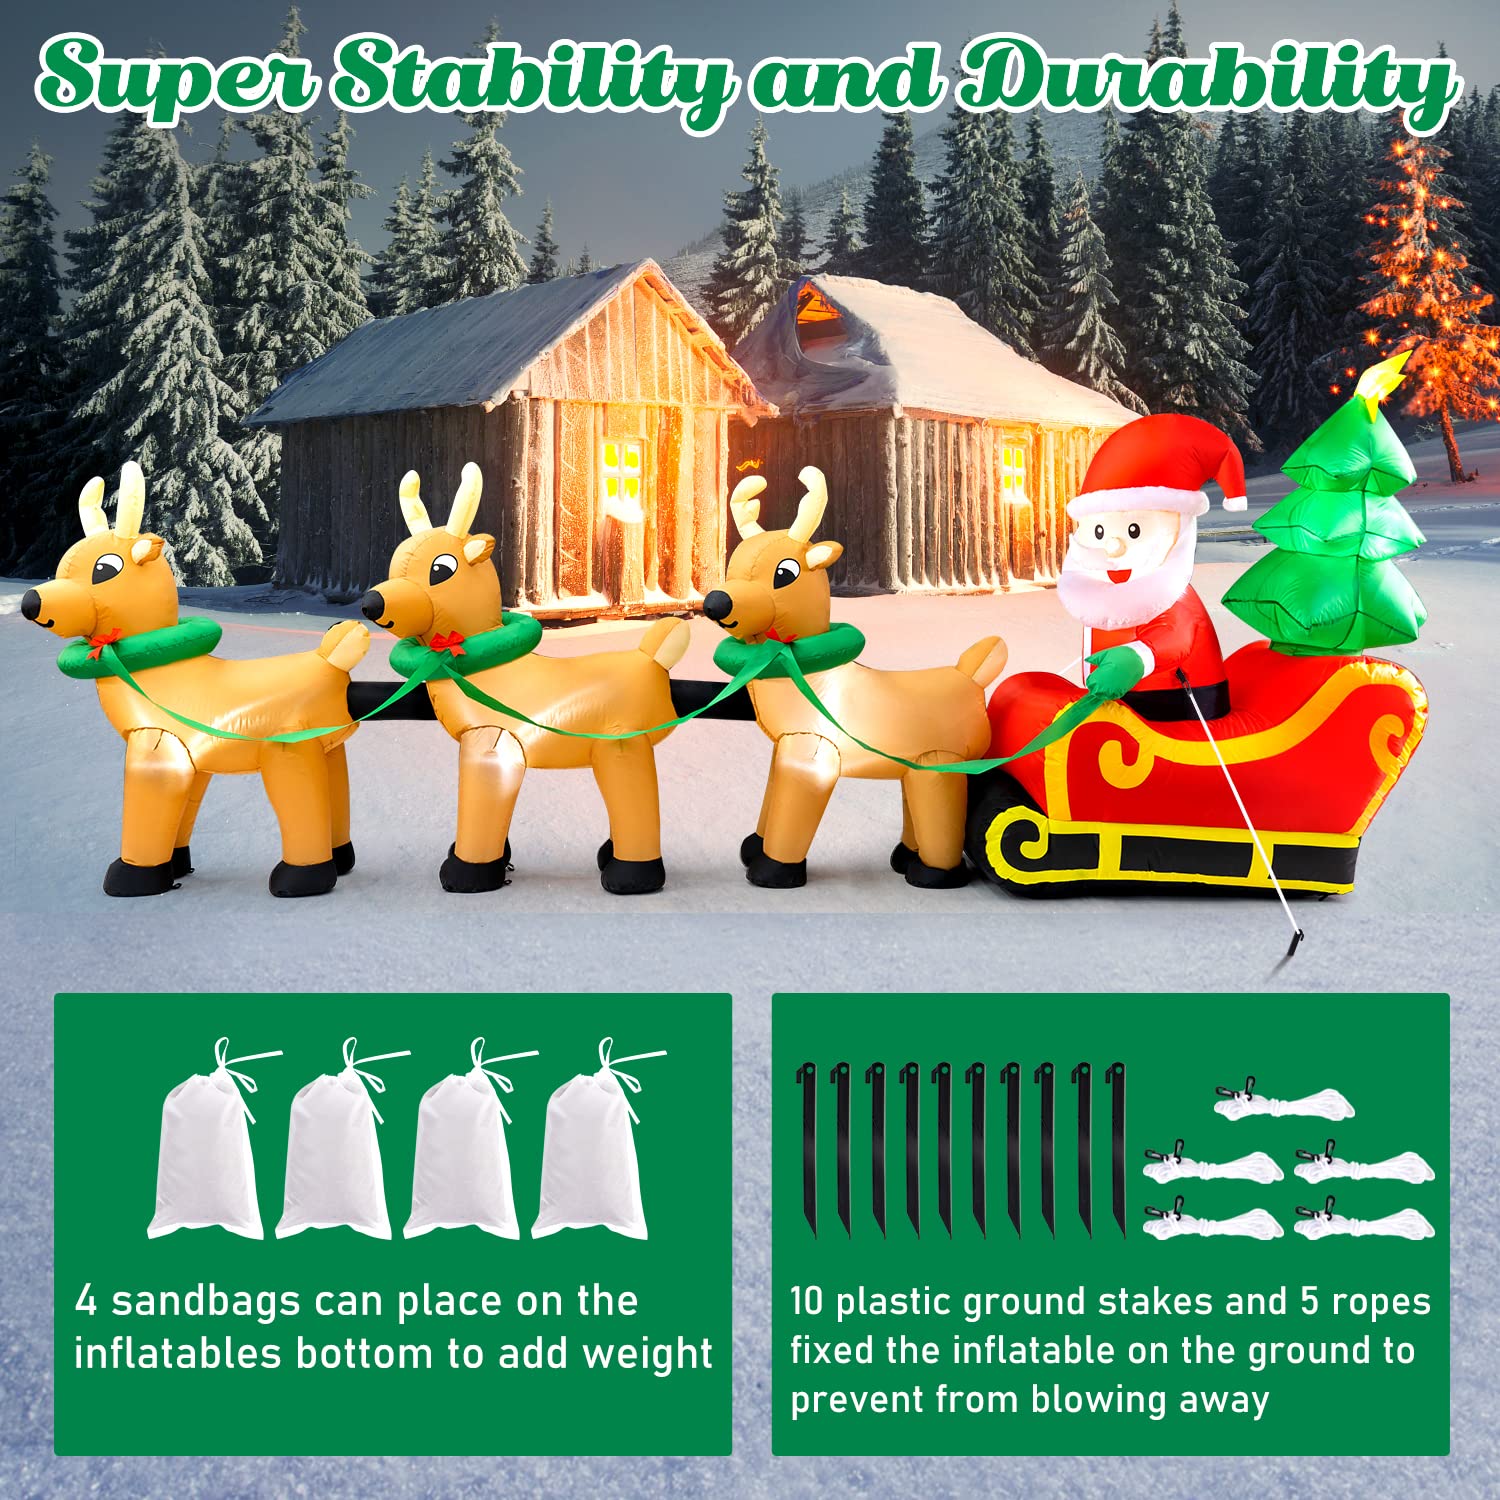 Super Stability and Durability
4 sandbags can place on the
inflatables bottom to add weight
10 plastic ground stakes and 5 ropes
fixed the inflatable on the ground to
prevent from blowing away